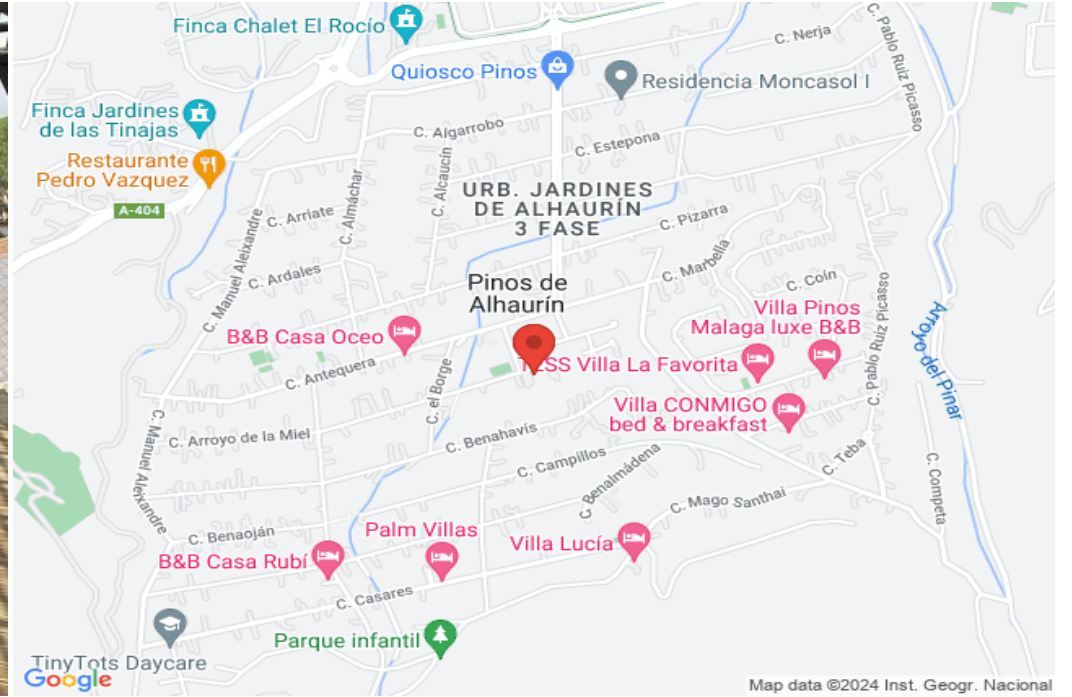 Finca Chalet El Rocío
C. Nerja
C. Pablo Ruiz Picasso
Quiosco Pinos
Residencia Moncasol I
Finca Jardines
de las Tinajas
C. Algarrobo
C. Estepona
Restaurante
Pedro Vazquez
C. Alcaucín
A-404
URB. JARDINES
DE ALHAURÍN
3 FASE
C. Arriate
C. Almáchar
C. Pizarra
C. Manuel Aleixandre
C. Ardales
C. Marbella
C. Coín
Pinos de
Alhaurín
Villa Pinos
Malaga luxe B&B
C. Pablo Ruiz Picasso
Arroyo del Pinar
B&B Casa Oceo
TESS Villa La Favorita
C. Antequera
C. el Borge
Villa CONMIGO
bed & breakfast
C. Manuel Aleixandre
C. Arroyo de la Miel
C. Benahavís
C. Campillos
C. Benalmádena
C. Teba
C. Competa
C. Mago Santhai
C. Benaoján
Palm Villas
Villa Lucía
B&B Casa Rubí
C. Casares
Parque infantil
TinyTots Daycare
Google
Map data ©2024 Inst. Geogr. Nacional